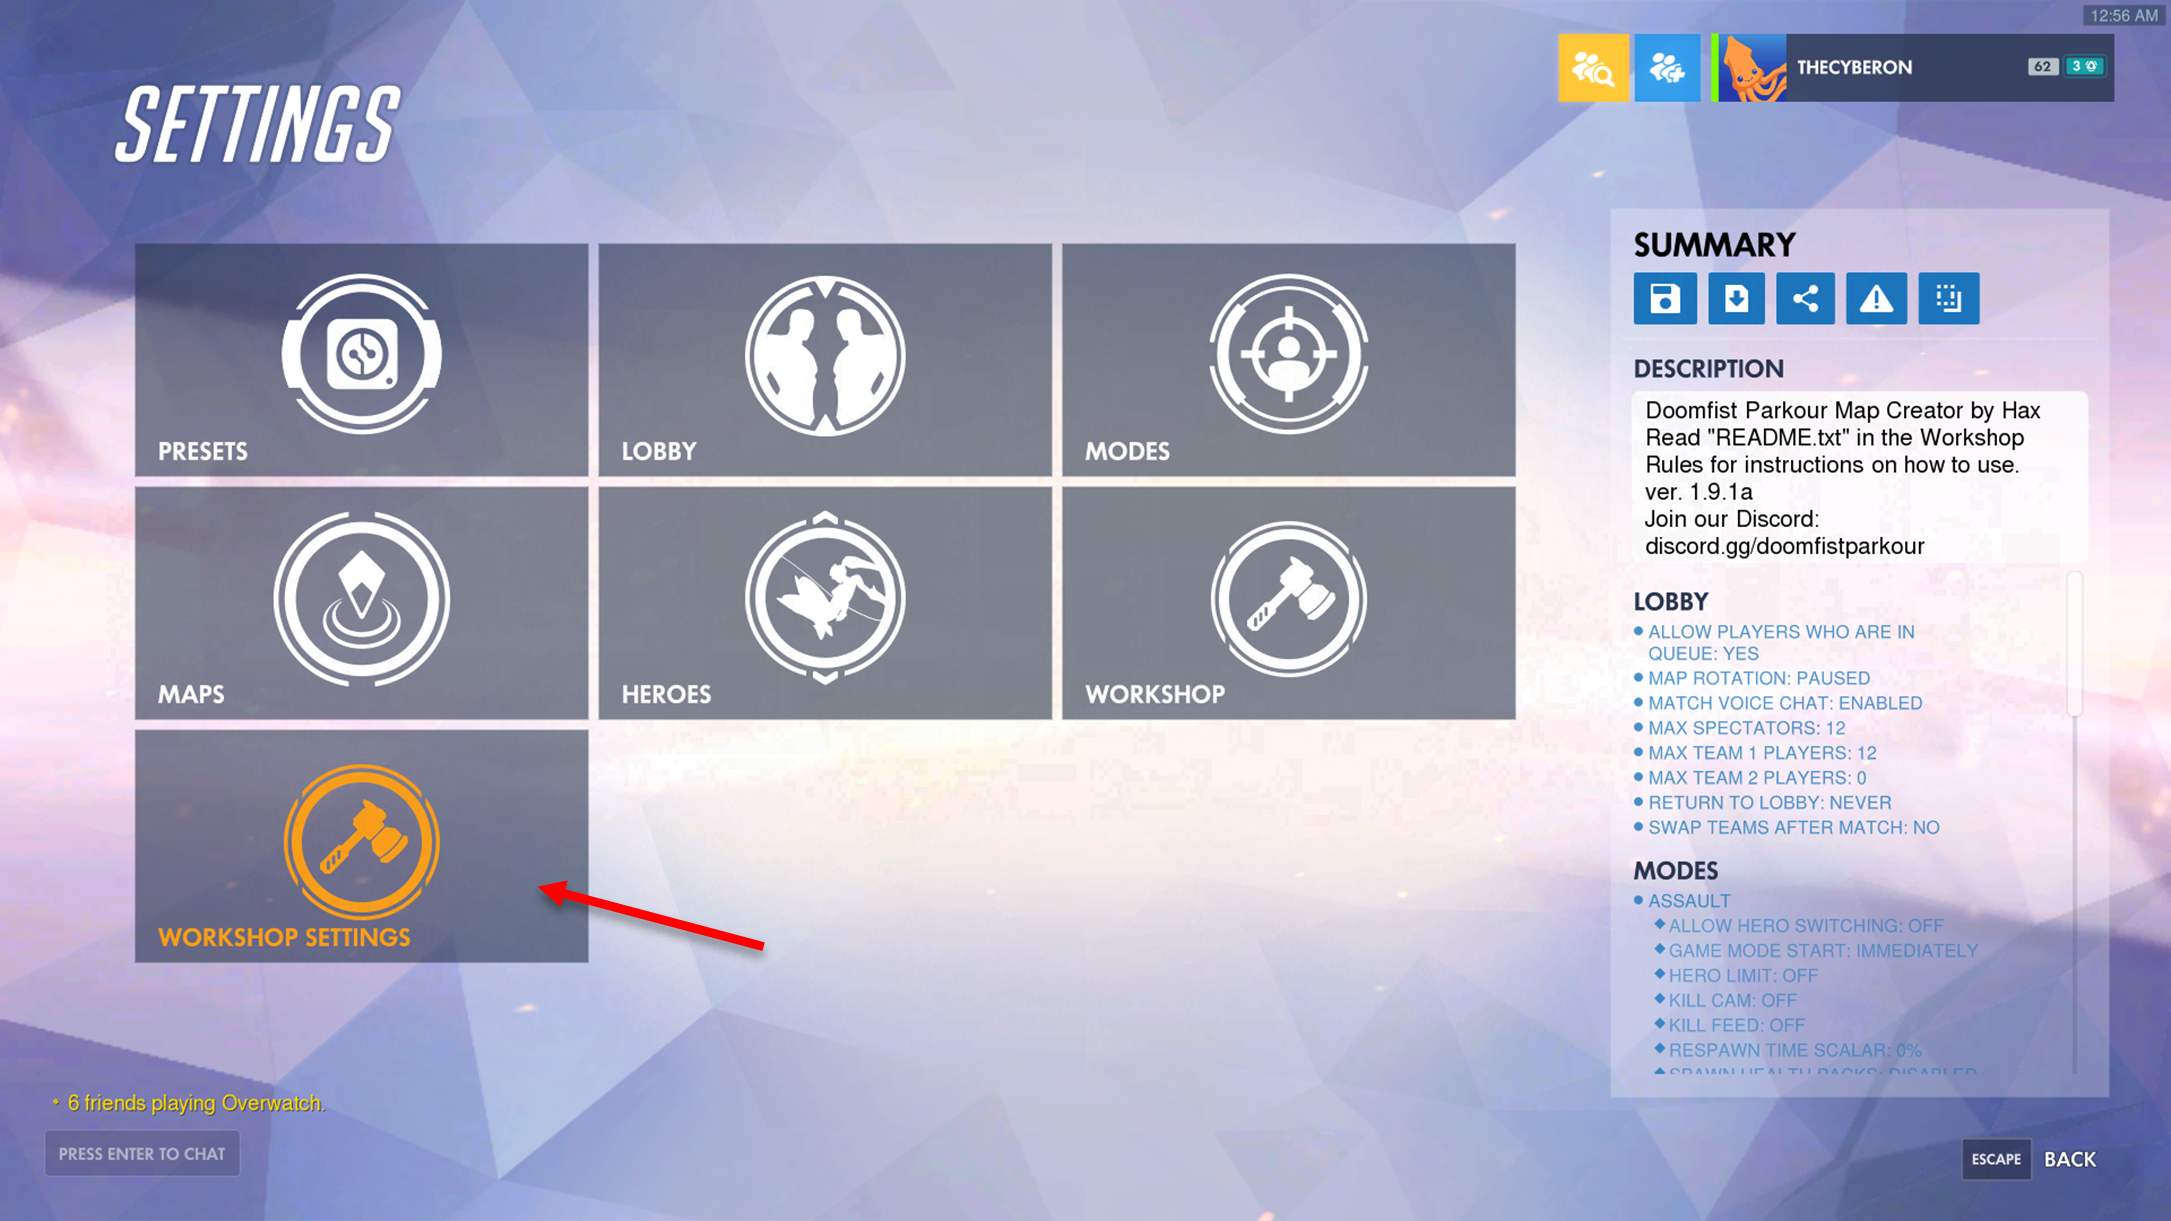 12:56 AM
THECYBERON
62
3
SETTINGS
PRESETS
LOBBY
MODES
MAPS
HEROES
WORKSHOP
WORKSHOP SETTINGS
SUMMARY
DESCRIPTION
Doomfist Parkour Map Creator by Hax
Read "README.txt" in the Workshop
Rules for instructions on how to use.
ver. 1.9.1a
Join our Discord:
discord.gg/doomfistparkour
LOBBY
ALLOW PLAYERS WHO ARE IN
QUEUE: YES
MAP ROTATION: PAUSED
MATCH VOICE CHAT: ENABLED
MAX SPECTATORS: 12
MAX TEAM 1 PLAYERS: 12
MAX TEAM 2 PLAYERS: 0
RETURN TO LOBBY: NEVER
SWAP TEAMS AFTER MATCH: NO
MODES
ASSAULT
ALLOW HERO SWITCHING: OFF
GAME MODE START: IMMEDIATELY
HERO LIMIT: OFF
KILL CAM: OFF
KILL FEED: OFF
RESPAWN TIME SCALAR: 0%
SPAWN HEALTH PACKS: DISABLED
• 6 friends playing Overwatch.
PRESS ENTER TO CHAT
ESCAPE BACK